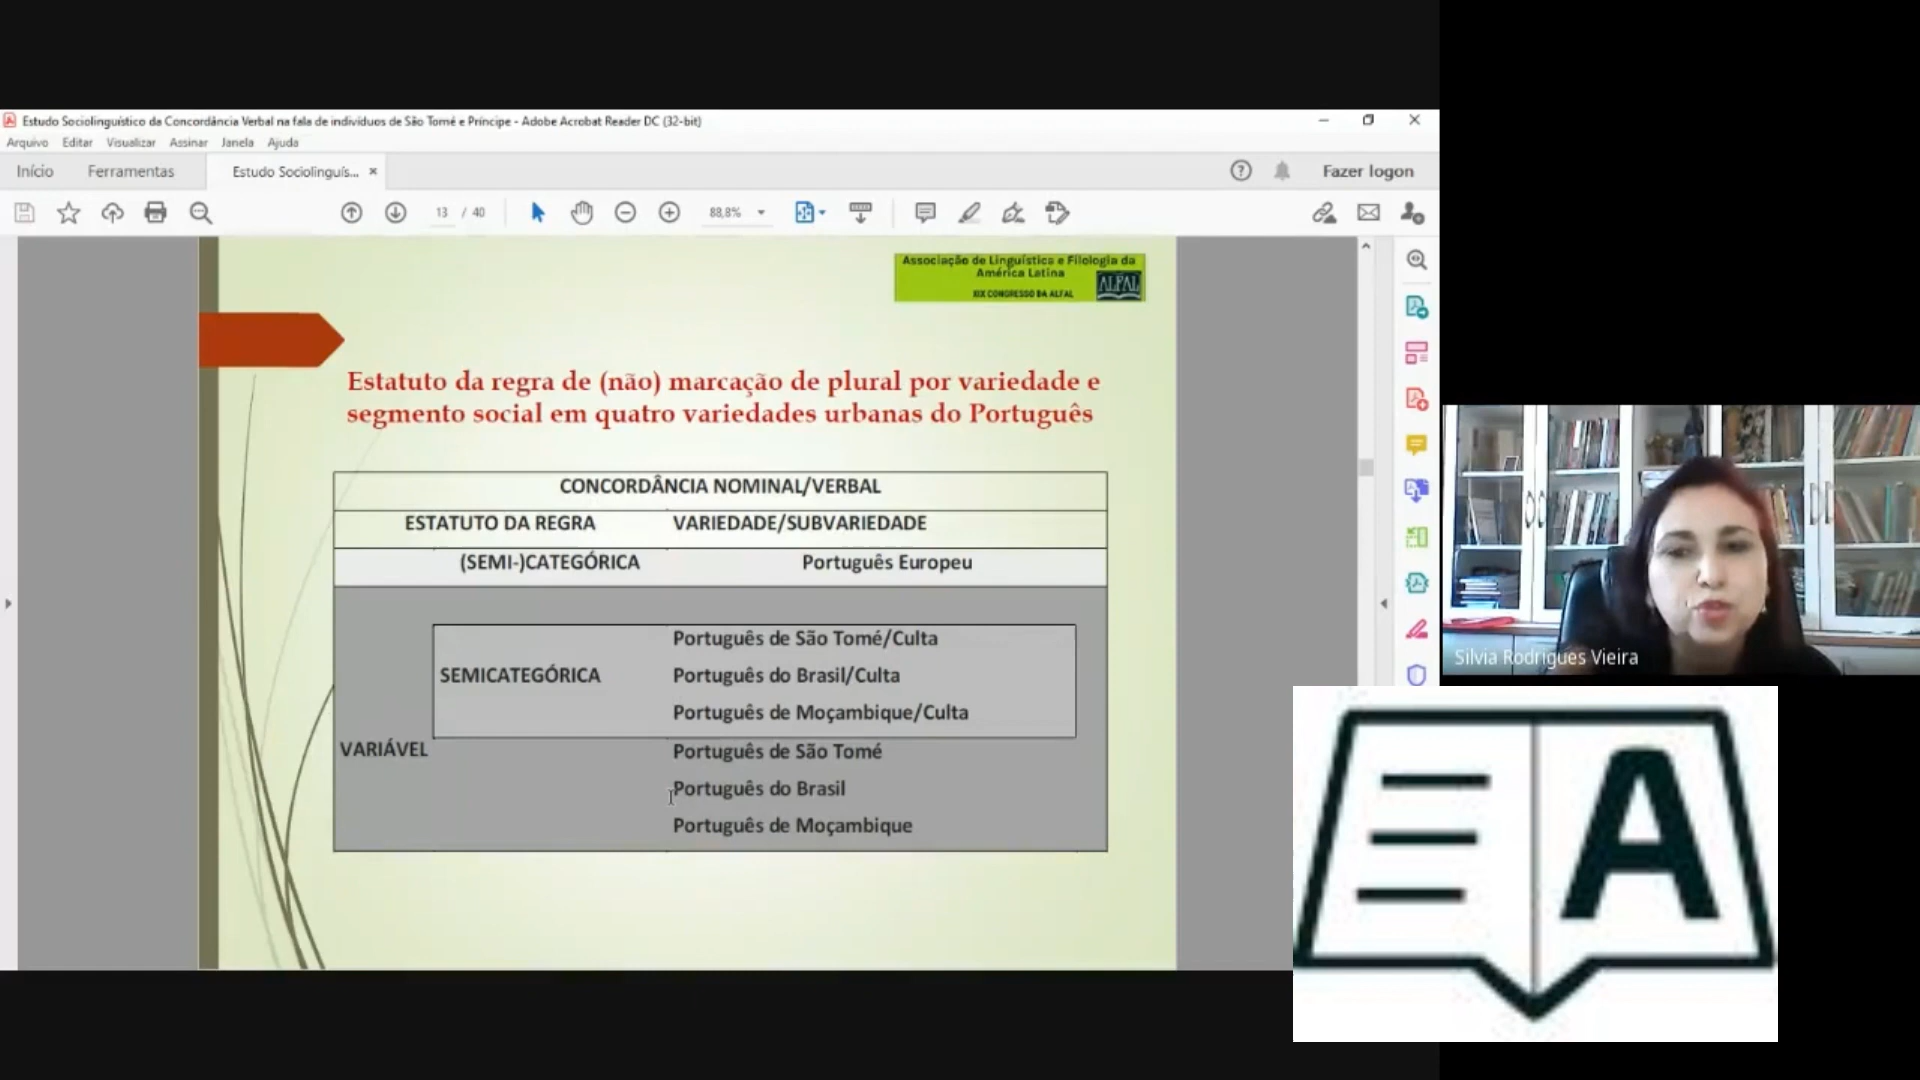 Estudo Sociolinguístico da Concordância Verbal na fala de indivíduos de São Tomé e Príncipe - Adobe Acrobat Reader DC (32-bit)
Arquivo Editar Visualizar Assinar Janela Ajuda
Início Ferramentas Estudo Sociolinguís... × Fazer logon
13 / 40 88,8%
Associação de Linguística e Filologia da
América Latina
ALFAL
XIX CONGRESSO DA ALFAL
Estatuto da regra de (não) marcação de plural por variedade e
segmento social em quatro variedades urbanas do Português
CONCORDÂNCIA NOMINAL/VERBAL
ESTATUTO DA REGRA VARIEDADE/SUBVARIEDADE
(SEMI-)CATEGÓRICA Português Europeu
Português de São Tomé/Culta
SEMICATEGÓRICA Português do Brasil/Culta
Português de Moçambique/Culta
VARIÁVEL Português de São Tomé
Português do Brasil
Português de Moçambique
Silvia Rodrigues Vieira
A